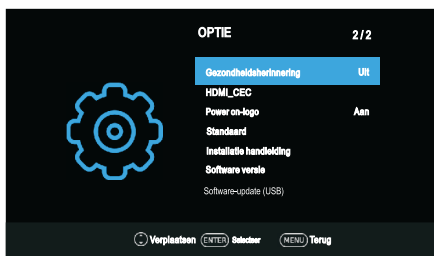 OPTIE 2/2
Gezondheidsherinnering Uit
HDMI_CEC
Power on-logo Aan
Standaard
Installatie handleiding
Software versie
Software-update (USB)
Verplaatsen ENTER Selecteer MENU Terug